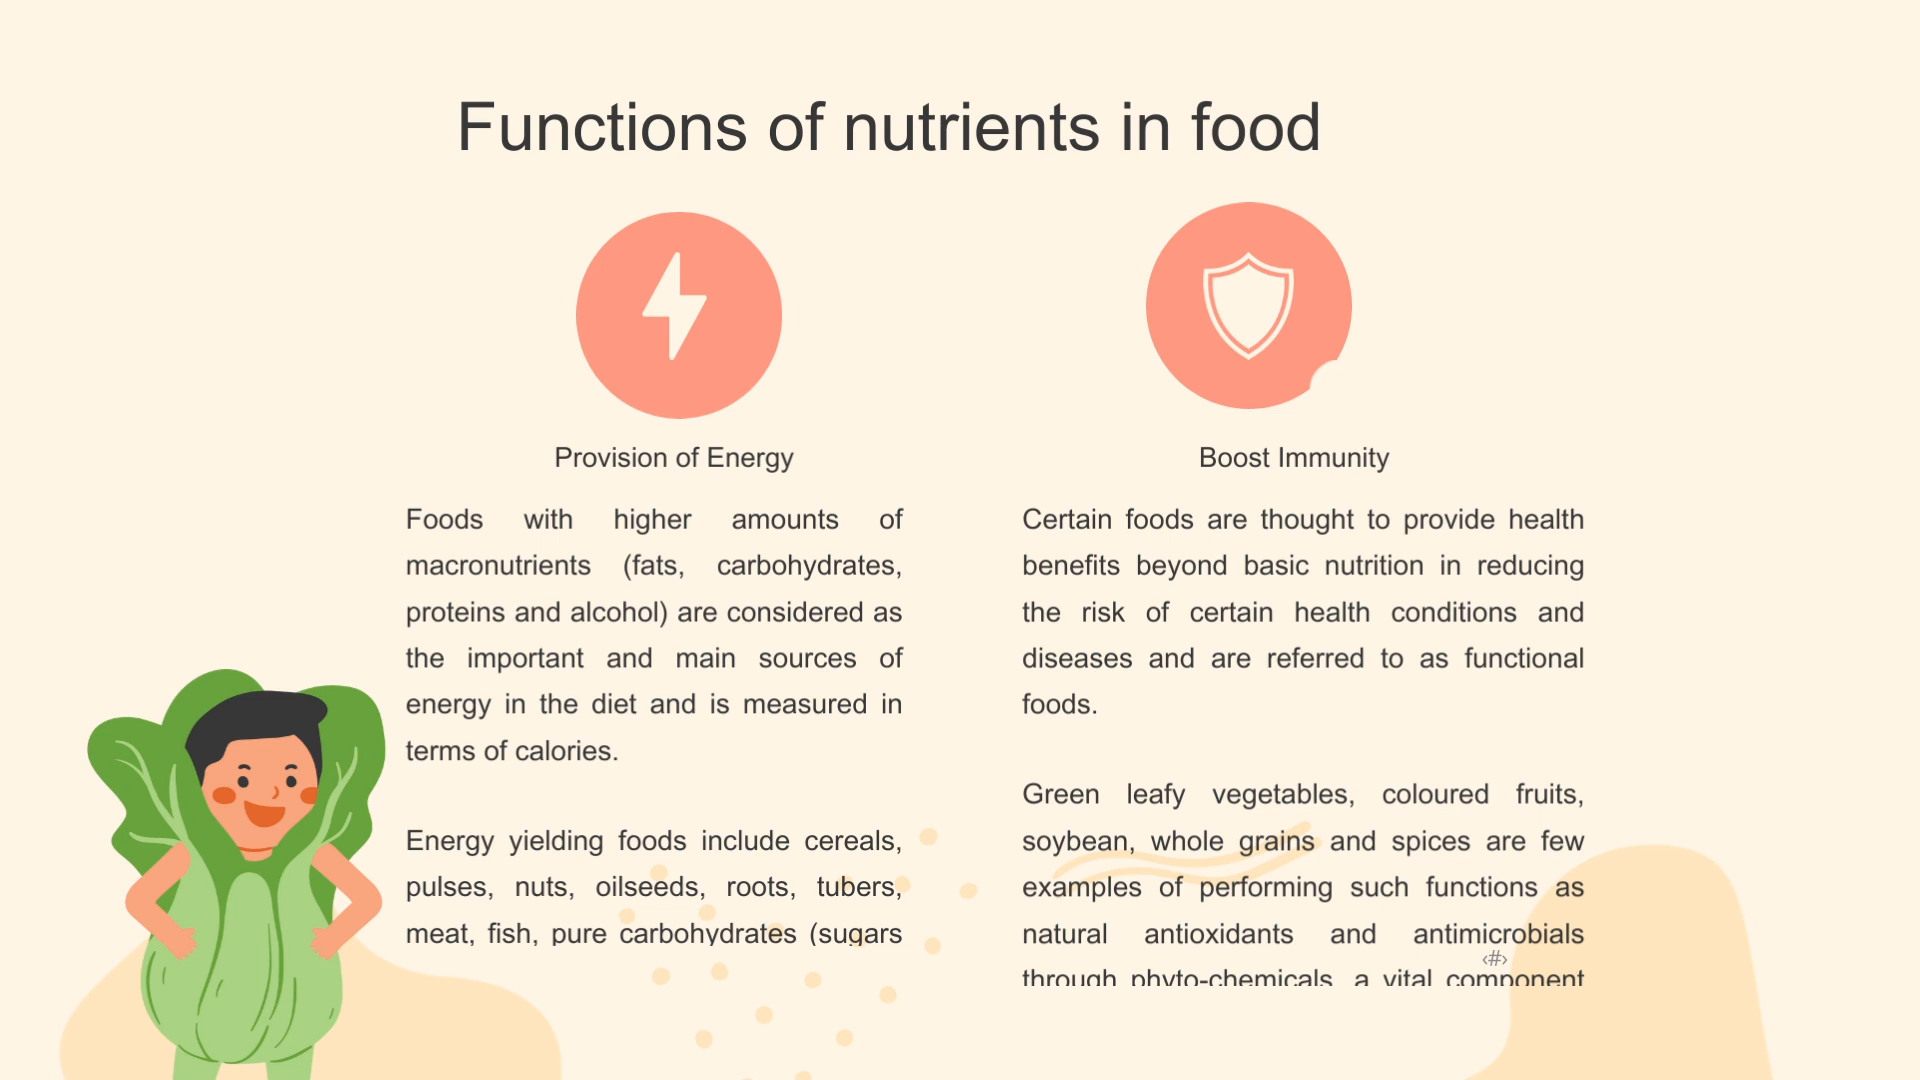 Functions of nutrients in food
Provision of Energy
Foods with higher amounts of
macronutrients (fats, carbohydrates,
proteins and alcohol) are considered as
the important and main sources of
energy in the diet and is measured in
terms of calories.
Energy yielding foods include cereals,
pulses, nuts, oilseeds, roots, tubers,
meat, fish, pure carbohydrates (sugars
Boost Immunity
Certain foods are thought to provide health
benefits beyond basic nutrition in reducing
the risk of certain health conditions and
diseases and are referred to as functional
foods.
Green leafy vegetables, coloured fruits,
soybean, whole grains and spices are few
examples of performing such functions as
natural antioxidants and antimicrobials
through phyto-chemicals, a vital component
‹#›